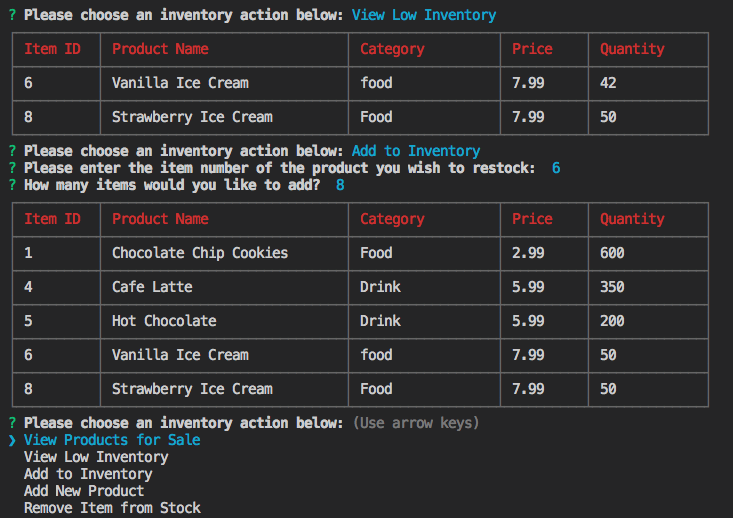 ? Please choose an inventory action below: View Low Inventory
Item ID Product Name Category Price Quantity
6 Vanilla Ice Cream food 7.99 42
8 Strawberry Ice Cream Food 7.99 50
? Please choose an inventory action below: Add to Inventory
? Please enter the item number of the product you wish to restock: 6
? How many items would you like to add? 8
Item ID Product Name Category Price Quantity
1 Chocolate Chip Cookies Food 2.99 600
4 Cafe Latte Drink 5.99 350
5 Hot Chocolate Drink 5.99 200
6 Vanilla Ice Cream food 7.99 50
8 Strawberry Ice Cream Food 7.99 50
? Please choose an inventory action below: (Use arrow keys)
❯ View Products for Sale
View Low Inventory
Add to Inventory
Add New Product
Remove Item from Stock